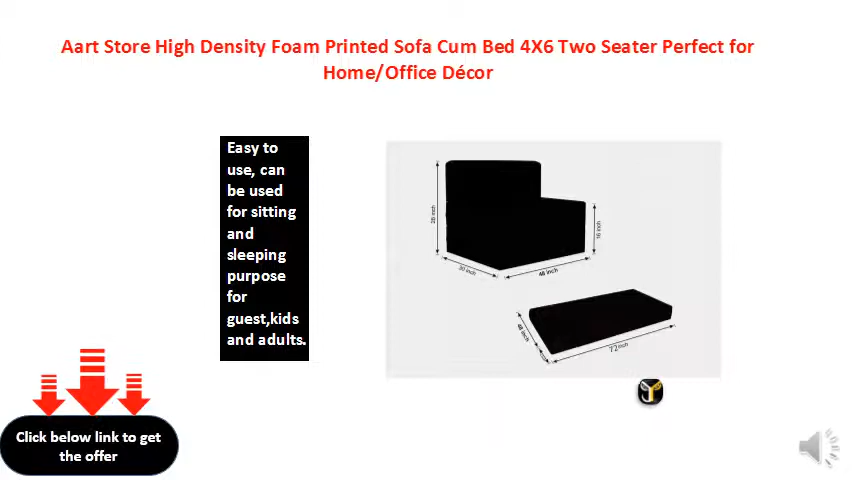 Aart Store High Density Foam Printed Sofa Cum Bed 4X6 Two Seater Perfect for
Home/Office Décor
Easy to
use, can
be used
for sitting
and
sleeping
purpose
for
guest,kids
and adults.
28 inch
16 inch
30 inch
48 inch
48 inch
72 inch
Click below link to get
the offer